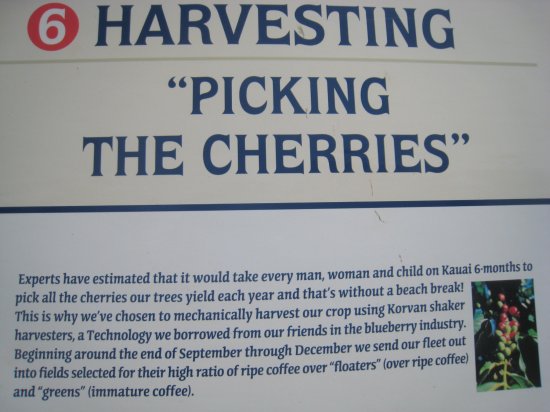 6 HARVESTING
"PICKING
THE CHERRIES"
Experts have estimated that it would take every man, woman and child on Kauai 6-months to
pick all the cherries our trees yield each year and that's without a beach break!
This is why we've chosen to mechanically harvest our crop using Korvan shaker
harvesters, a Technology we borrowed from our friends in the blueberry industry.
Beginning around the end of September through December we send our fleet out
into fields selected for their high ratio of ripe coffee over "floaters" (over ripe coffee)
and "greens" (immature coffee).